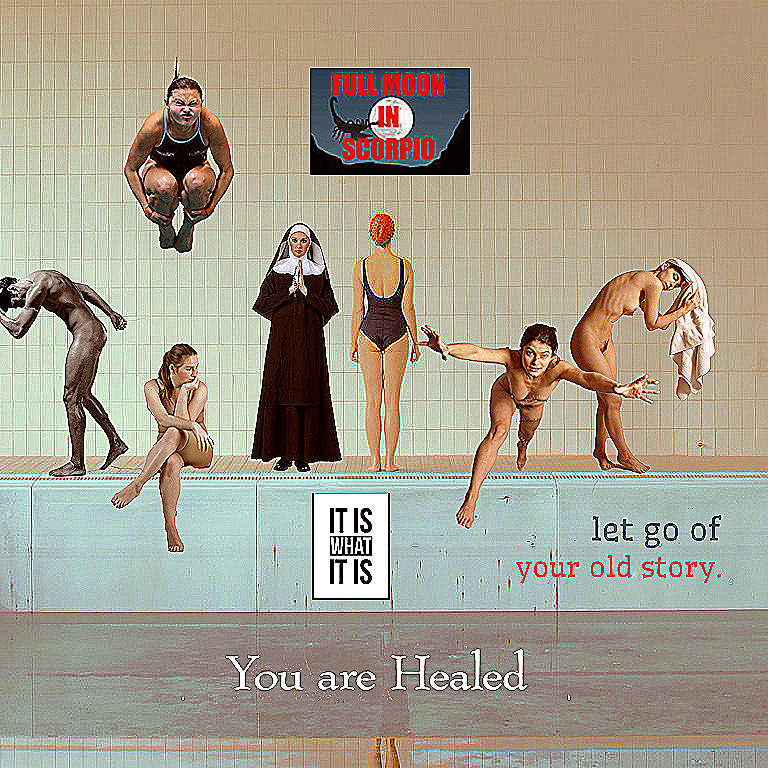 FULL MOON
IN
SCORPIO
IT IS
WHAT
IT IS
let go of
your old story.
You are Healed